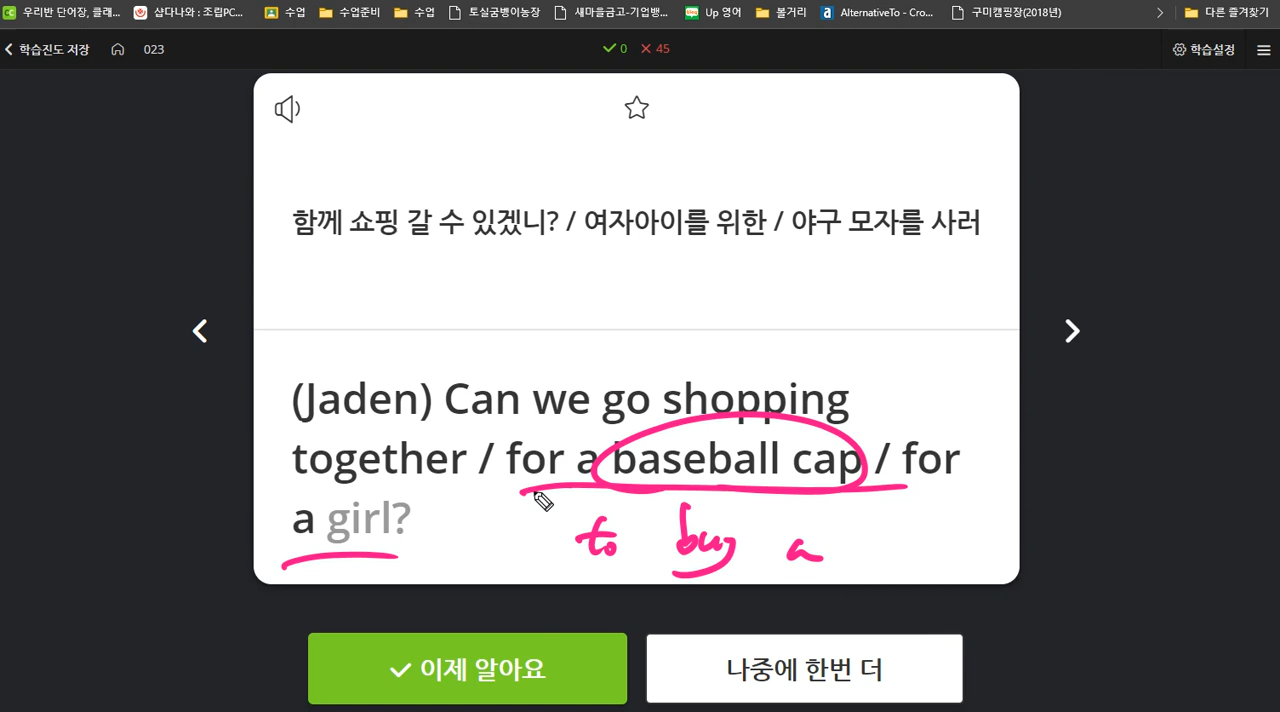 우리반 단어장, 클래... 샵다나와 : 조립PC... 수업 수업준비 수업 토실굼벵이농장 새마을금고-기업뱅... Up 영어 볼거리 AlternativeTo - Cro... 구미캠핑장(2018년) 다른 즐겨찾기
학습진도 저장 023 0 45 학습설정
함께 쇼핑 갈 수 있겠니? / 여자아이를 위한 / 야구 모자를 사러
(Jaden) Can we go shopping
together / for a baseball cap / for
a girl?
to buy a
이제 알아요 나중에 한번 더